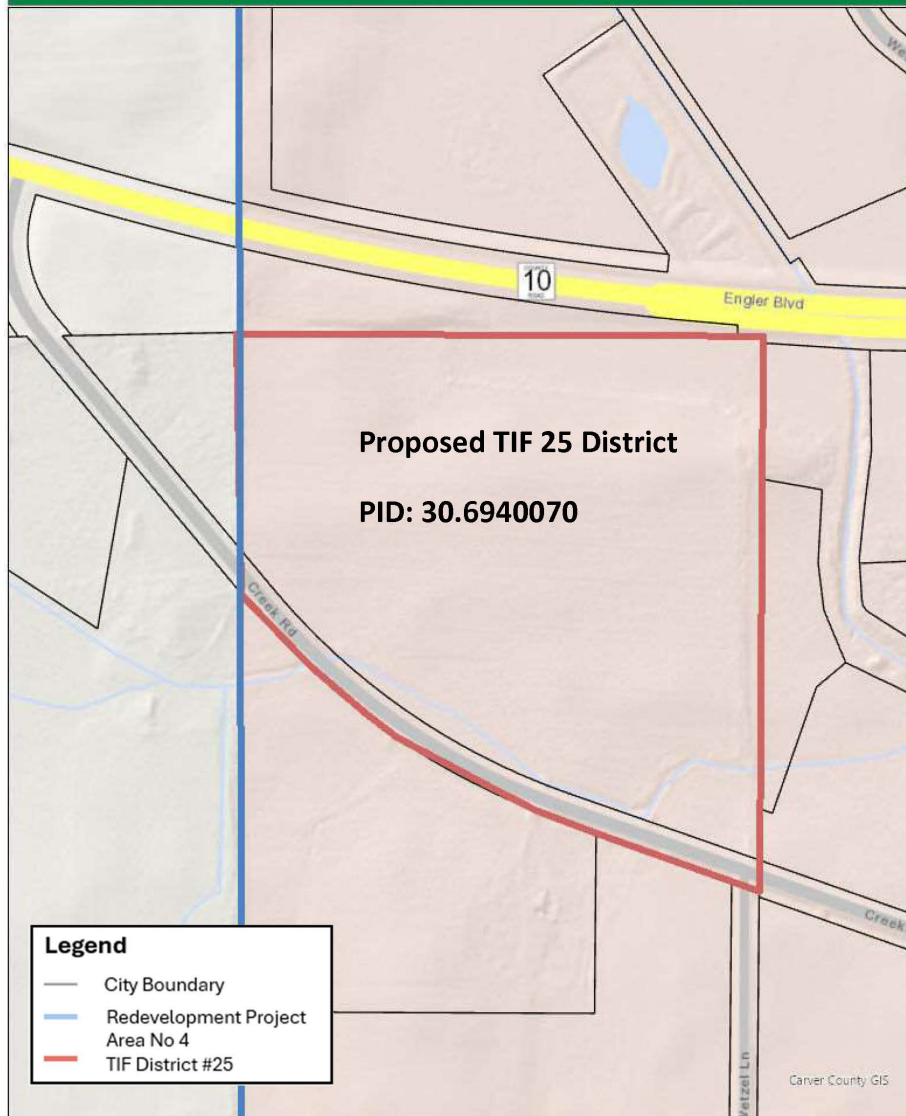 We
10
Engler Blvd
Proposed TIF 25 District
PID: 30.6940070
Creek Rd
Creek
Legend
City Boundary
Redevelopment Project
Area No 4
TIF District #25
Wetzel Ln
Carver County GIS